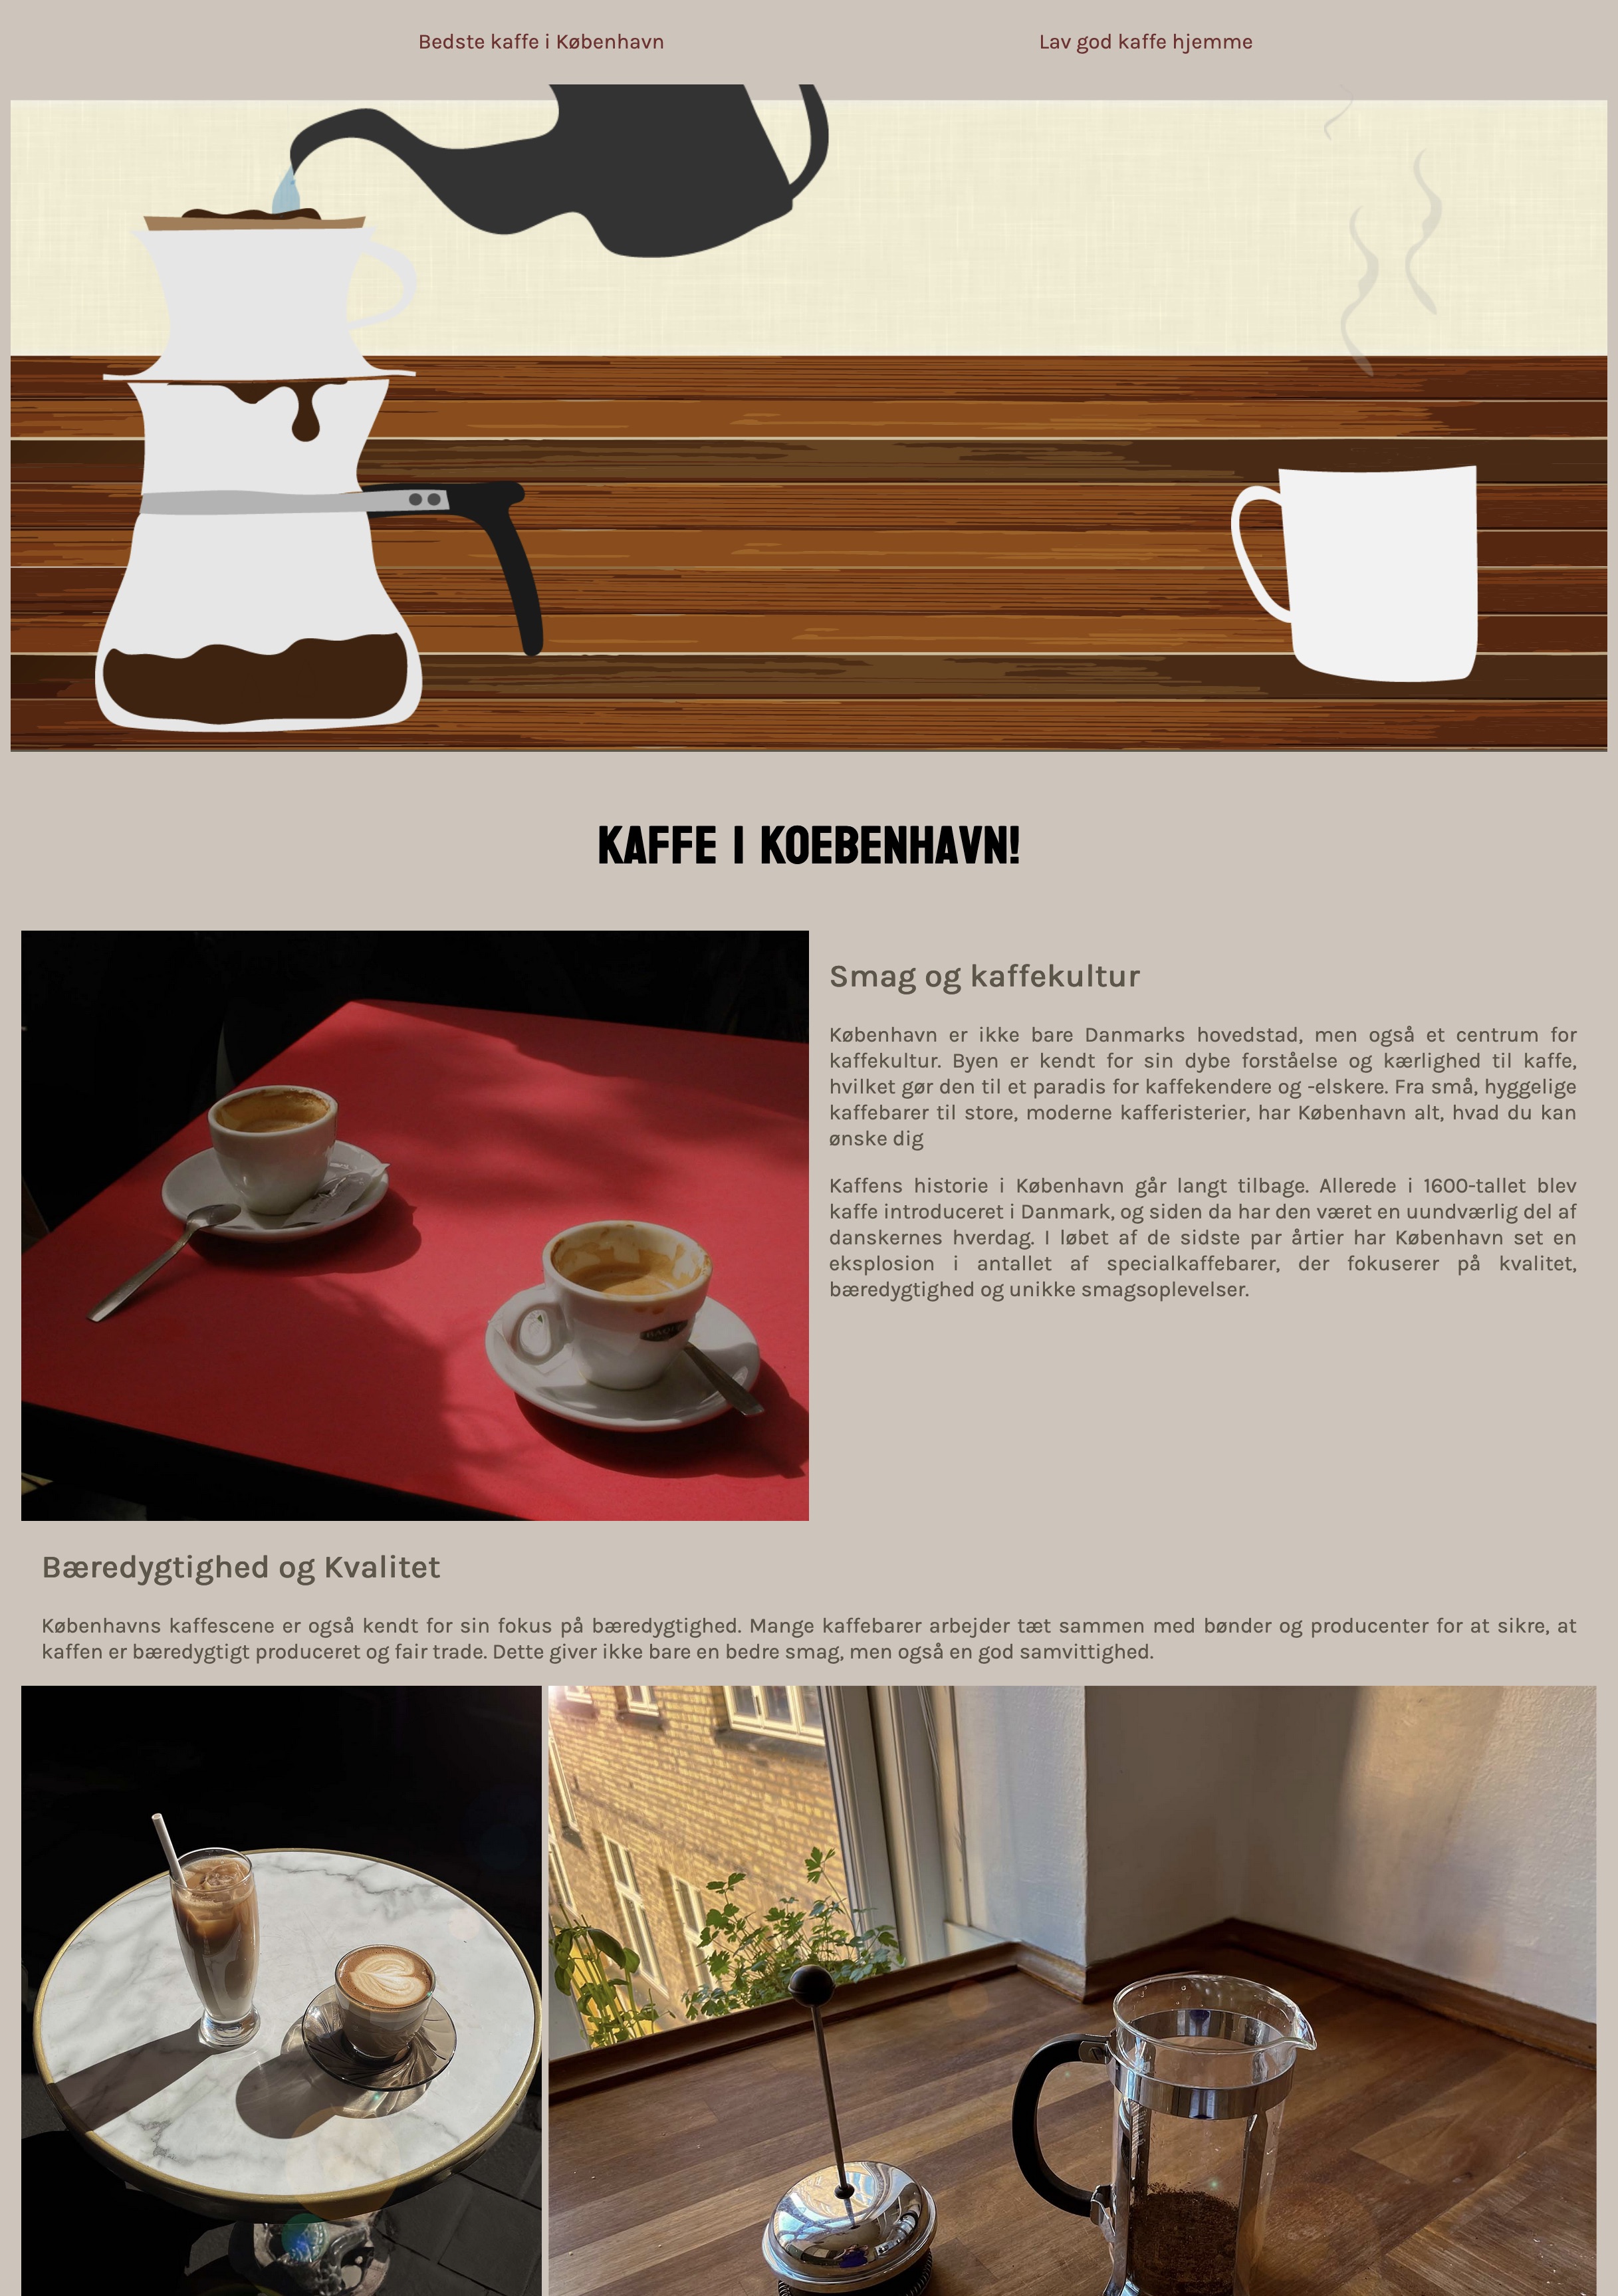 Bedste kaffe i København
Lav god kaffe hjemme
KAFFE I KOEBENHAVN!
Smag og kaffekultur
København er ikke bare Danmarks hovedstad, men også et centrum for
kaffekultur. Byen er kendt for sin dybe forståelse og kærlighed til kaffe,
hvilket gør den til et paradis for kaffekendere og -elskere. Fra små, hyggelige
kaffebarer til store, moderne kafferisterier, har København alt, hvad du kan
ønske dig
Kaffens historie i København går langt tilbage. Allerede i 1600-tallet blev
kaffe introduceret i Danmark, og siden da har den været en uundværlig del af
danskernes hverdag. I løbet af de sidste par årtier har København set en
eksplosion i antallet af specialkaffebarer, der fokuserer på kvalitet,
bæredygtighed og unikke smagsoplevelser.
Bæredygtighed og Kvalitet
Københavns kaffescene er også kendt for sin fokus på bæredygtighed. Mange kaffebarer arbejder tæt sammen med bønder og producenter for at sikre, at
kaffen er bæredygtigt produceret og fair trade. Dette giver ikke bare en bedre smag, men også en god samvittighed.